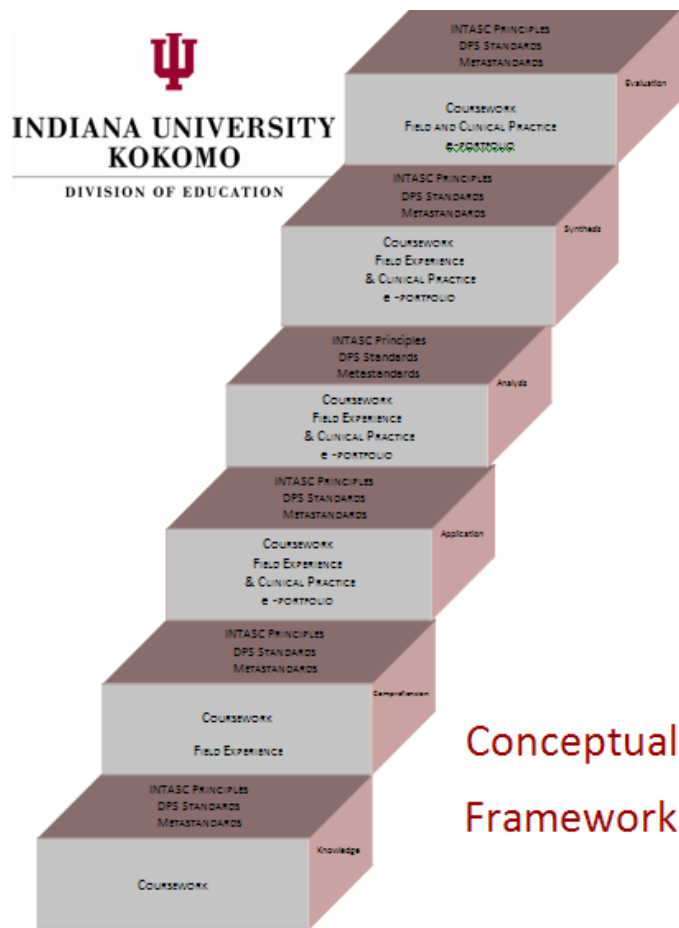 INTASC PRINCIPLES
DPS STANDARDS
METASTANDARDS
Evaluation
COURSEWORK
FIELD AND CLINICAL PRACTICE
e-PORTFOLIO
INDIANA UNIVERSITY
KOKOMO
DIVISION OF EDUCATION
INTASC PRINCIPLES
DPS STANDARDS
METASTANDARDS
Synthesis
COURSEWORK
FIELD EXPERIENCE
& CLINICAL PRACTICE
e -PORTFOLIO
INTASC Principles
DPS Standards
Metastandards
Analysis
COURSEWORK
FIELD EXPERIENCE
& CLINICAL PRACTICE
e -PORTFOLIO
INTASC PRINCIPLES
DPS STANDARDS
METASTANDARDS
Application
COURSEWORK
FIELD EXPERIENCE
& CLINICAL PRACTICE
e -PORTFOLIO
INTASC PRINCIPLES
DPS STANDARDS
METASTANDARDS
Comprehension
COURSEWORK
FIELD EXPERIENCE
Conceptual
Framework
INTASC PRINCIPLES
DPS STANDARDS
METASTANDARDS
Knowledge
COURSEWORK